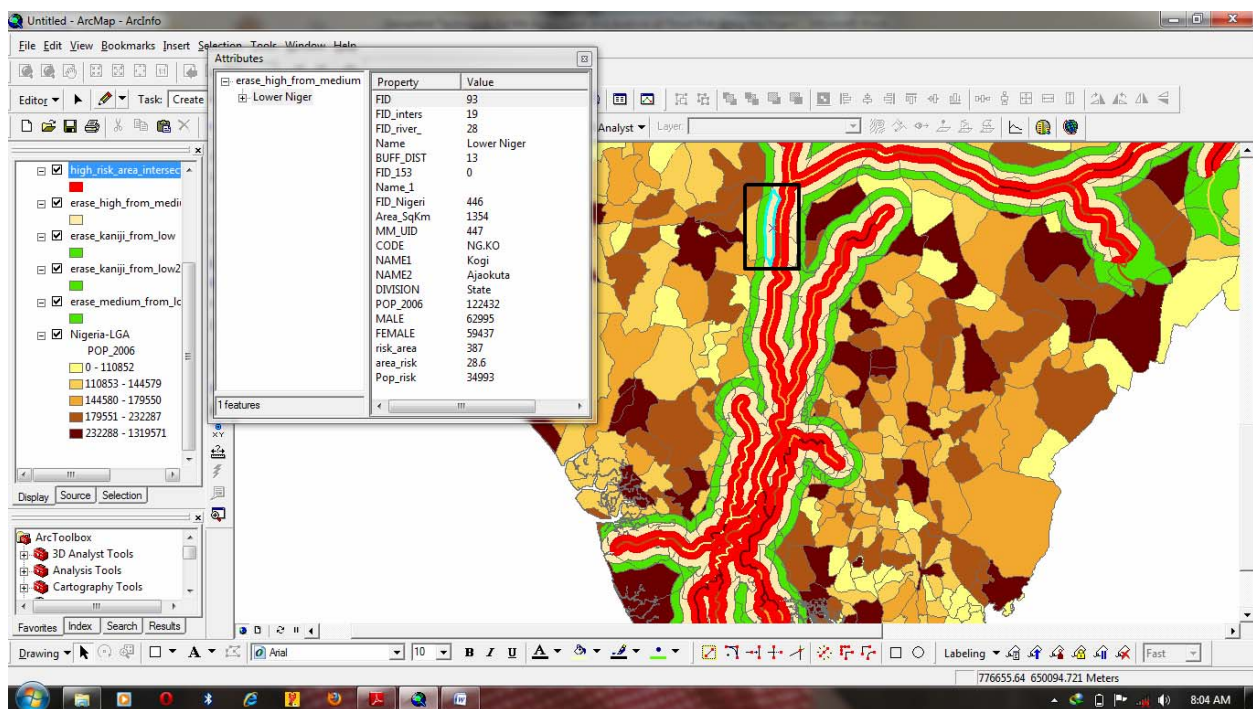 Untitled - ArcMap - ArcInfo
File Edit View Bookmarks Insert Selection Tools Window Help
Editor Task: Create
Analyst Layer:
Attributes
erase_high_from_medium
Lower Niger
1 features
Property Value
FID 93
FID_inters 19
FID_river_ 28
Name Lower Niger
BUFF_DIST 13
FID_153 0
Name_1
FID_Nigeri 446
Area_SqKm 1354
MM_UID 447
CODE NG.KO
NAME1 Kogi
NAME2 Ajaokuta
DIVISION State
POP_2006 122432
MALE 62995
FEMALE 59437
risk_area 387
area_risk 28.6
Pop_risk 34993
high_risk_area_intersec
erase_high_from_medi
erase_kaniji_from_low
erase_kaniji_from_low2
erase_medium_from_lc
Nigeria-LGA
POP_2006
0 - 110852
110853 - 144579
144580 - 179550
179551 - 232287
232288 - 1319571
Display Source Selection
ArcToolbox
3D Analyst Tools
Analysis Tools
Cartography Tools
Favorites Index Search Results
XY
Drawing A Arial 10 B I U A Labeling Fast
776655.64 650094.721 Meters
8:04 AM